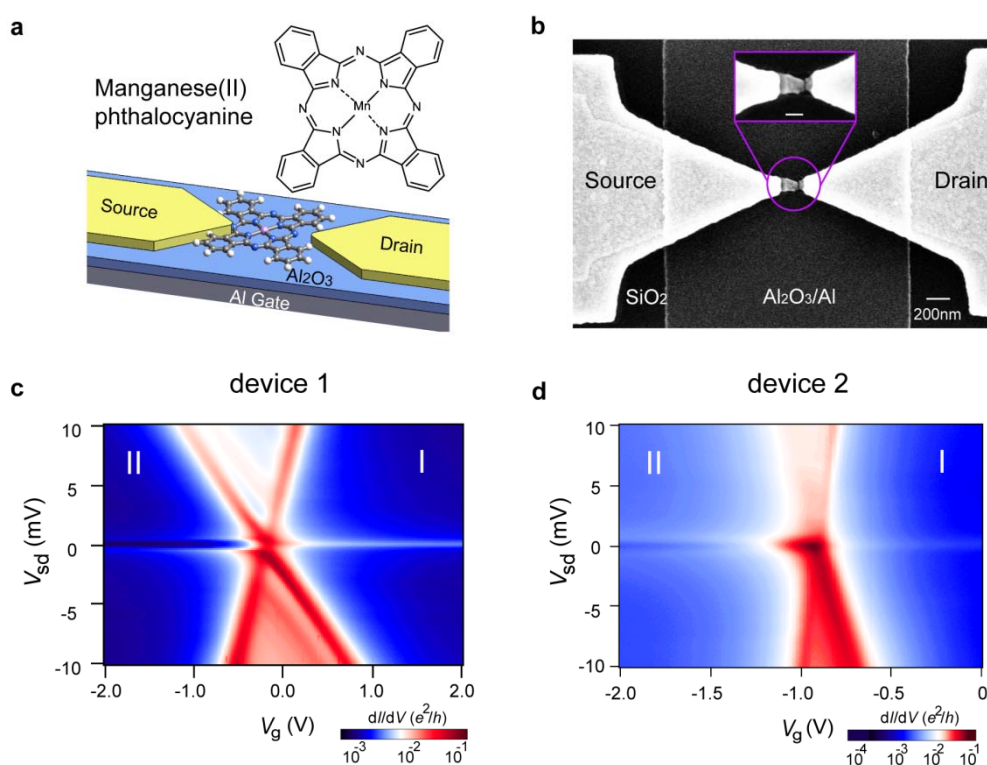 a
Manganese(II)
phthalocyanine
N
N
N
N
Mn
N
N
N
N
Source
Drain
Al₂O₃
Al Gate
b
Source
Drain
SiO₂
Al₂O₃/Al
200nm
c
device 1
II
I
10
5
0
-5
-10
Vsd (mV)
-2.0
-1.0
0.0
1.0
2.0
Vg (V)
dI/dV (e²/h)
10⁻³
10⁻²
10⁻¹
d
device 2
II
I
10
5
0
-5
-10
Vsd (mV)
-2.0
-1.5
-1.0
-0.5
0
Vg (V)
dI/dV (e²/h)
10⁻⁴
10⁻³
10⁻²
10⁻¹